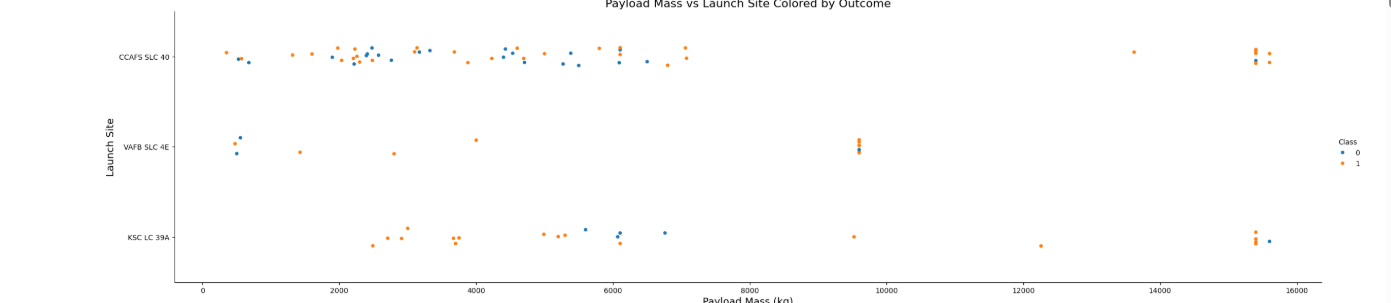 Payload Mass vs Launch Site Colored by Outcome
CCAFS SLC 40
VAFB SLC 4E
KSC LC 39A
Launch Site
Class
0
1
0
2000
4000
6000
8000
10000
12000
14000
16000
Payload Mass (kg)